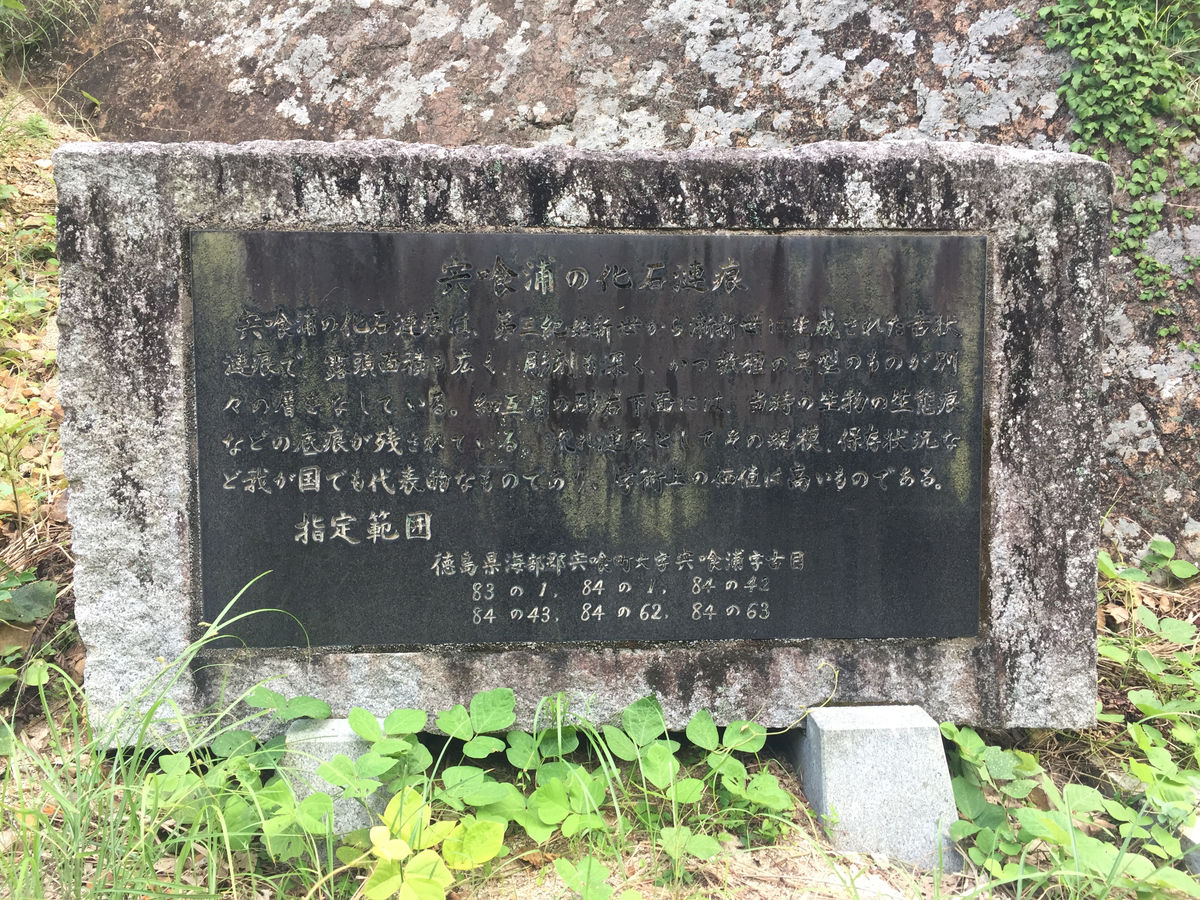 宍喰浦の化石漣痕
宍喰浦の化石漣痕は、第三紀始新世から漸新世に生成された舌状
漣痕で、露頭面積も広く、彫刻も深く、かつ数種の異型のものが別
々の層をなしている。約五層の砂岩下面には、当時の生物の生態痕
などの底痕が残されている。化石漣痕としてその規模、保存状況な
ど我が国でも代表的なものであり、学術上の価値は高いものである。
指定範囲
徳島県海部郡宍喰町大字宍喰浦字古目
83の1. 84の1. 84の42
84の43. 84の62. 84の63